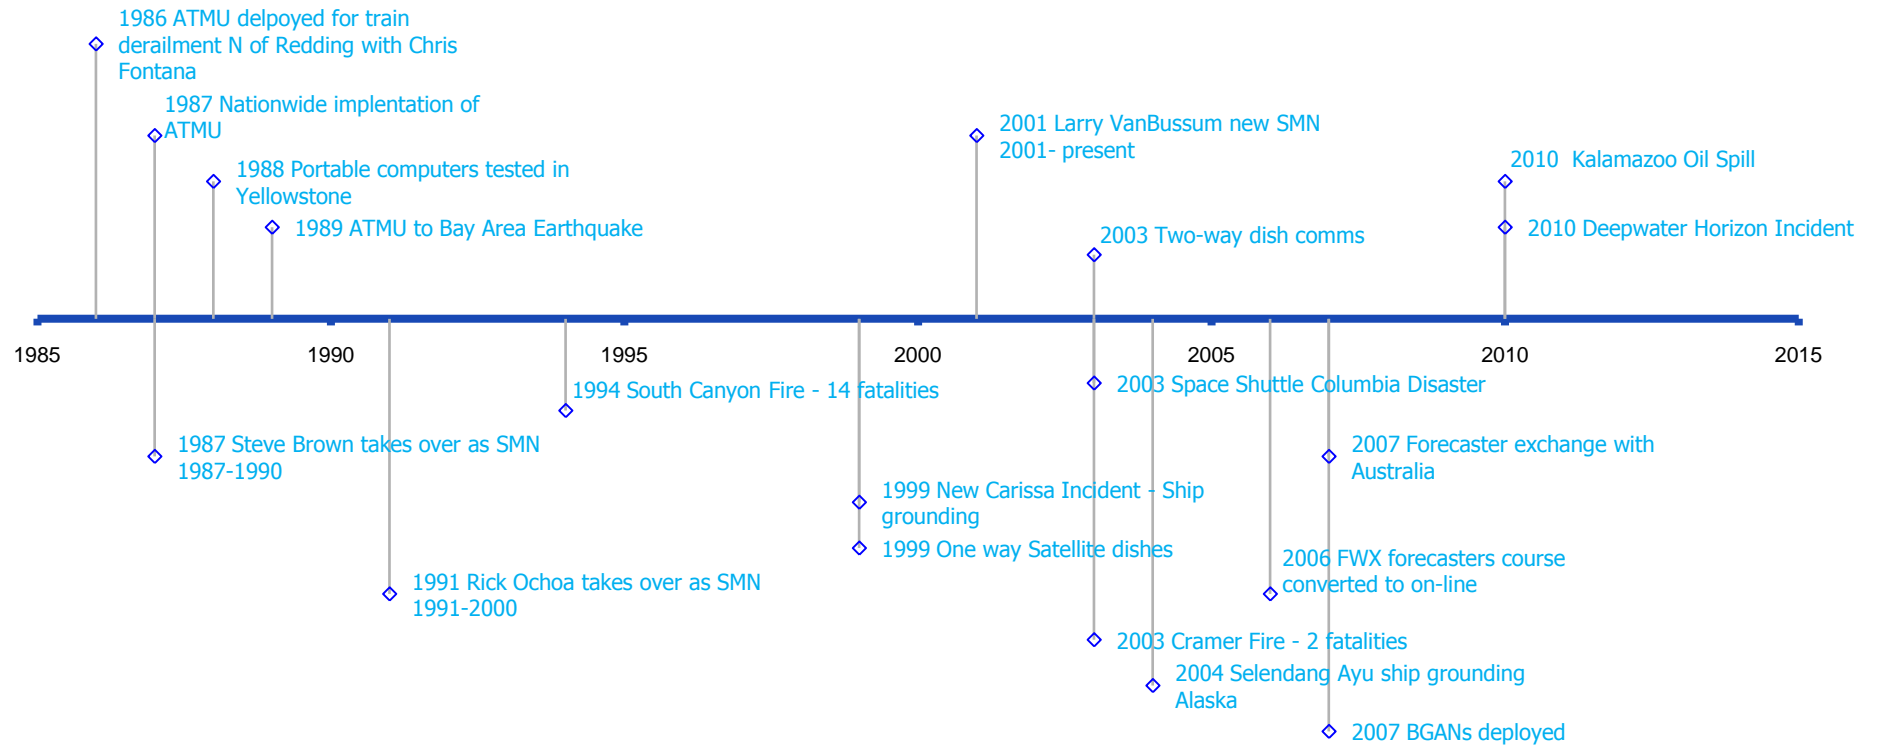 1986 ATMU delpoyed for train
derailment N of Redding with Chris
Fontana
1987 Nationwide implentation of
ATMU
1988 Portable computers tested in
Yellowstone
1989 ATMU to Bay Area Earthquake
2001 Larry VanBussum new SMN
2001- present
2003 Two-way dish comms
2010  Kalamazoo Oil Spill
2010 Deepwater Horizon Incident
1985
1990
1995
2000
2005
2010
2015
1994 South Canyon Fire - 14 fatalities
2003 Space Shuttle Columbia Disaster
1987 Steve Brown takes over as SMN
1987-1990
2007 Forecaster exchange with
Australia
1999 New Carissa Incident - Ship
grounding
1999 One way Satellite dishes
1991 Rick Ochoa takes over as SMN
1991-2000
2006 FWX forecasters course
converted to on-line
2003 Cramer Fire - 2 fatalities
2004 Selendang Ayu ship grounding
Alaska
2007 BGANs deployed